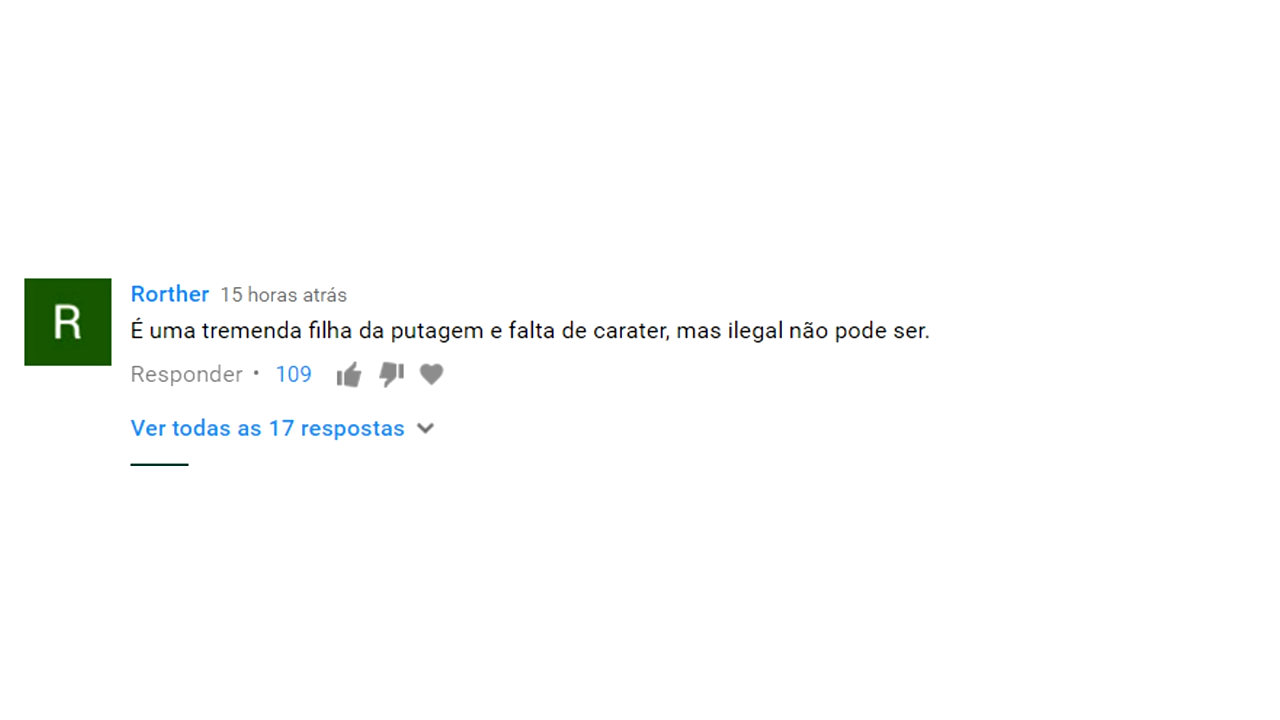 R
Rorther 15 horas atrás
É uma tremenda filha da putagem e falta de carater, mas ilegal não pode ser.
Responder • 109
Ver todas as 17 respostas